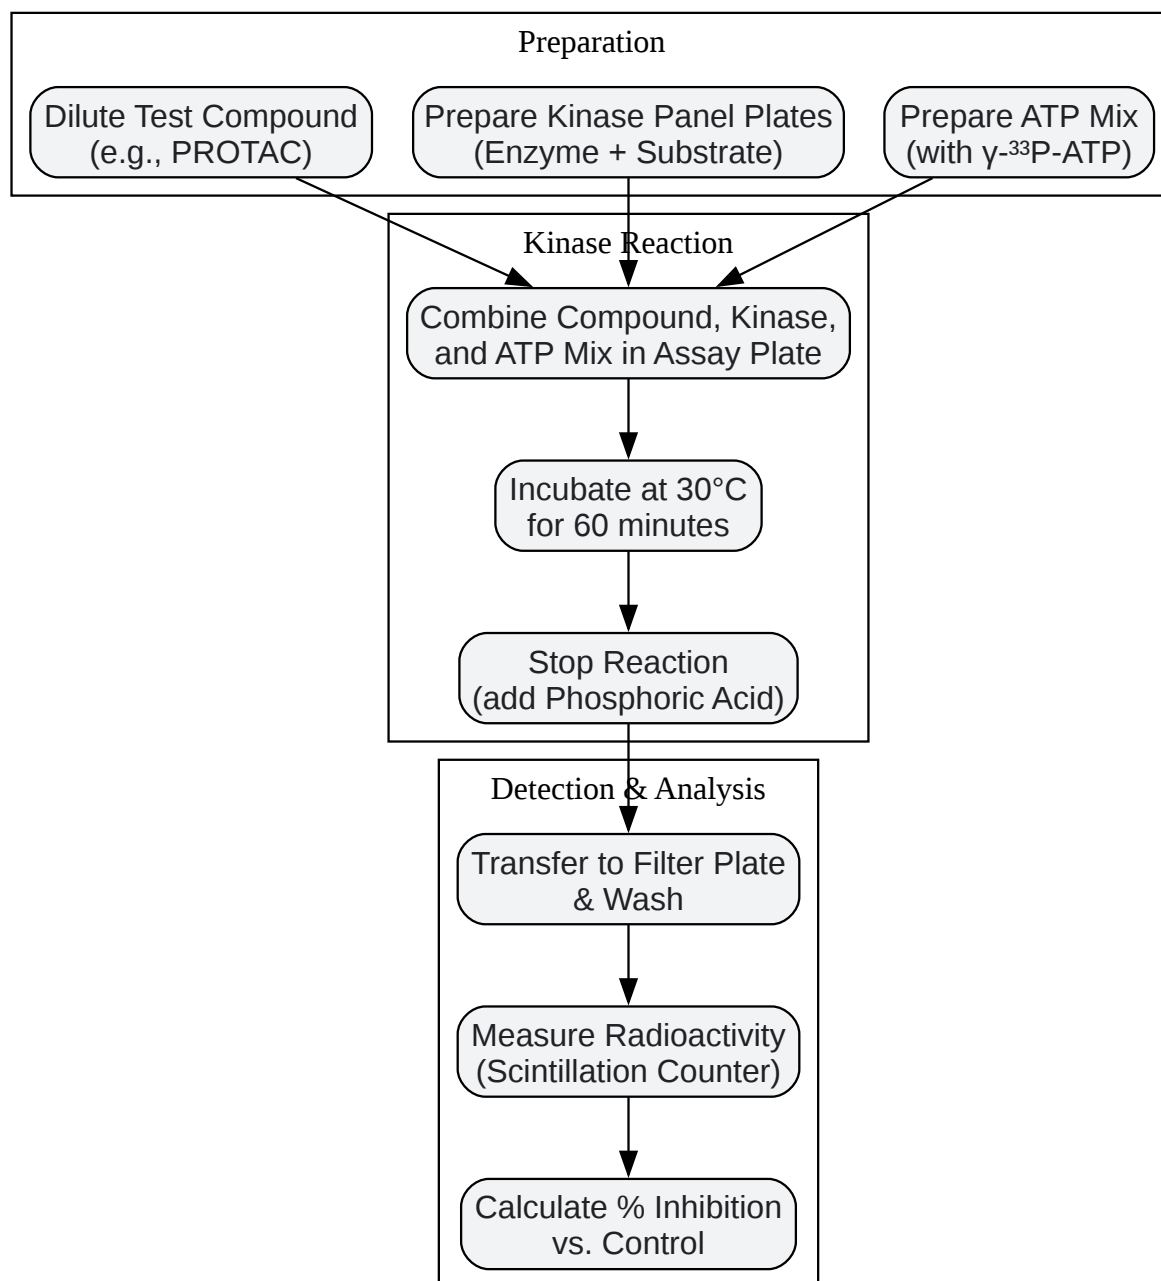 Preparation
Dilute Test Compound
(e.g., PROTAC)
Prepare Kinase Panel Plates
(Enzyme + Substrate)
Prepare ATP Mix
(with γ-³³P-ATP)
Kinase Reaction
Combine Compound, Kinase,
and ATP Mix in Assay Plate
Incubate at 30°C
for 60 minutes
Stop Reaction
(add Phosphoric Acid)
Detection & Analysis
Transfer to Filter Plate
& Wash
Measure Radioactivity
(Scintillation Counter)
Calculate % Inhibition
vs. Control